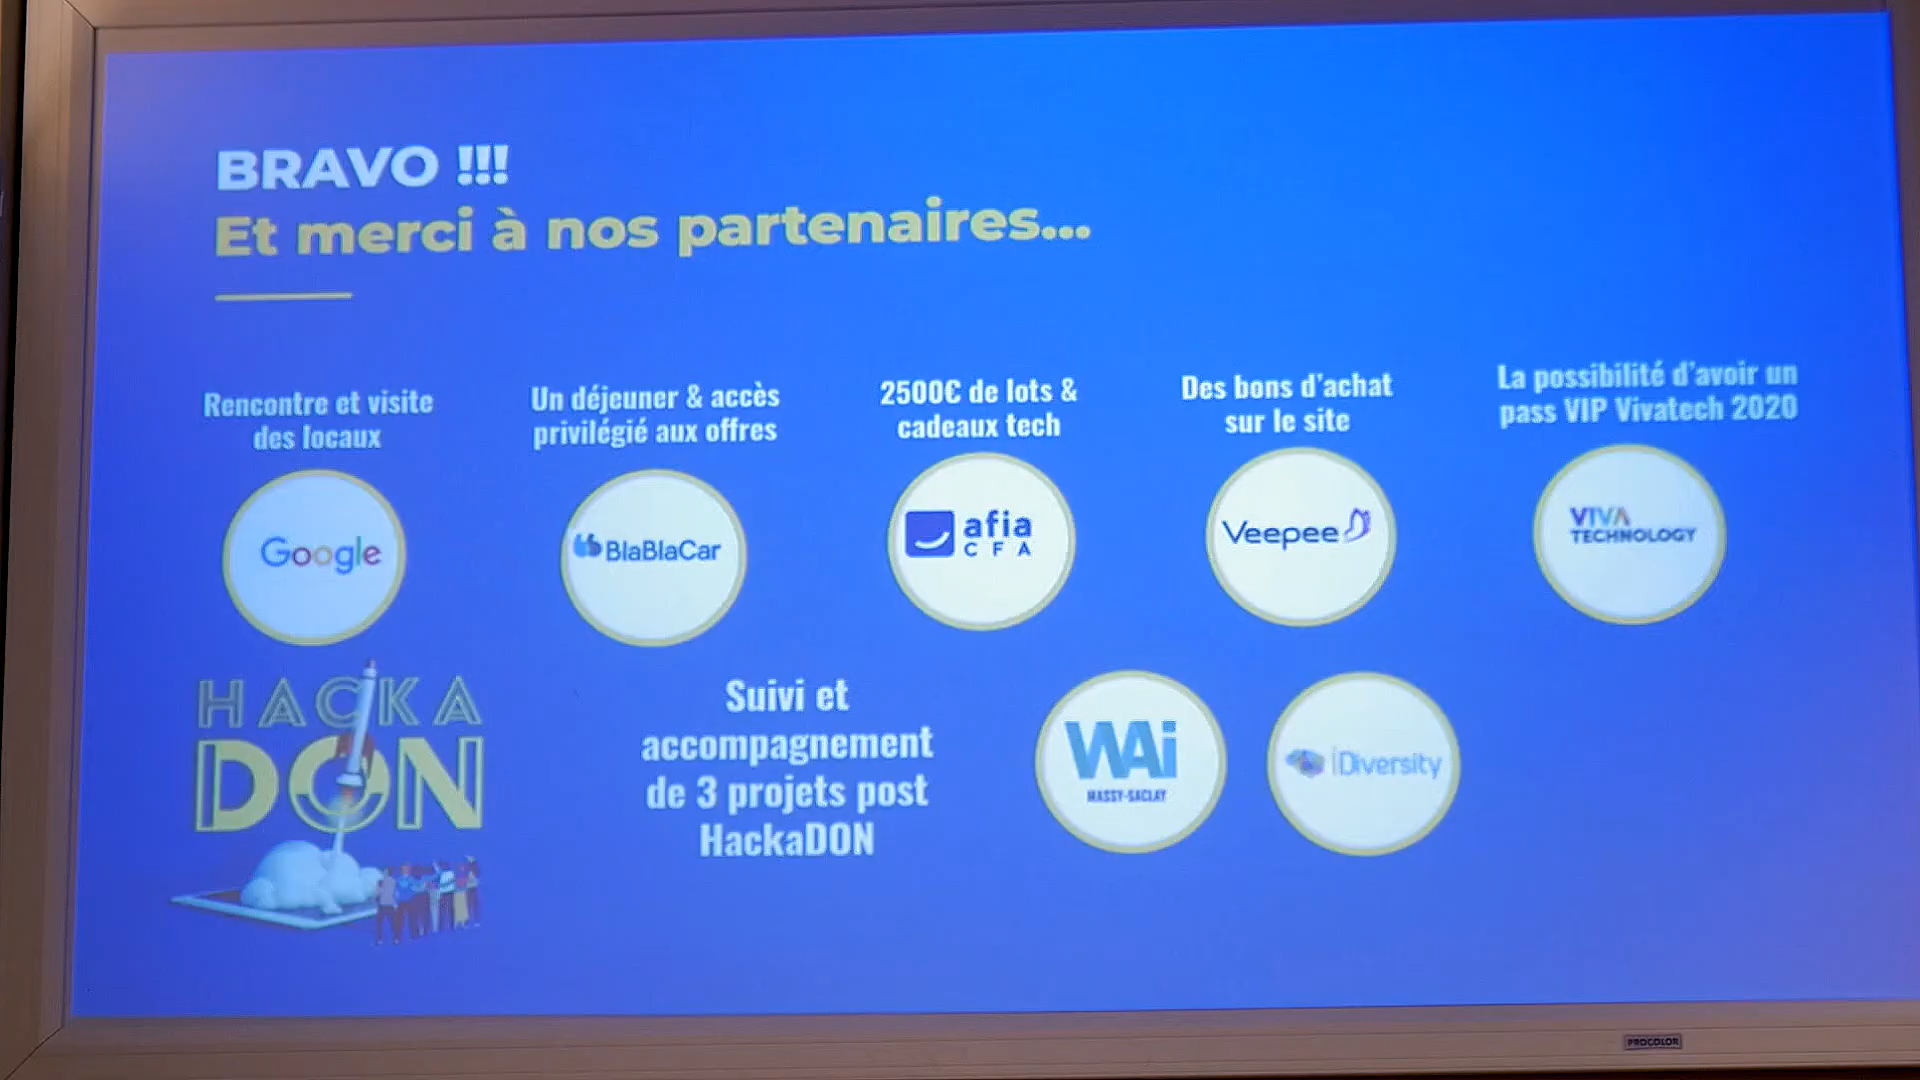 BRAVO !!!
Et merci à nos partenaires...
Rencontre et visite
des locaux
Google
Un déjeuner & accès
privilégié aux offres
BlaBlaCar
2500€ de lots &
cadeaux tech
afia
CFA
Des bons d'achat
sur le site
Veepee
La possibilité d'avoir un
pass VIP Vivatech 2020
VIVA
TECHNOLOGY
HACKA
DON
Suivi et
accompagnement
de 3 projets post
HackaDON
WAi
MASSY-SACLAY
Diversity
PROCOLOR